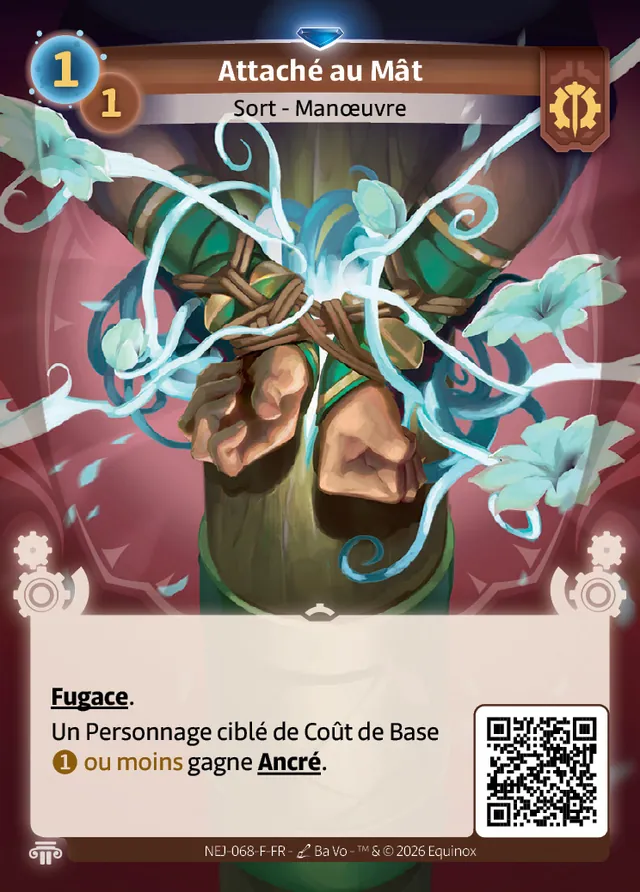 1
1
Attaché au Mât
Sort - Manœuvre
Fugace.
Un Personnage ciblé de Coût de Base
1 ou moins gagne Ancré.
NEJ-068-F-FR - Ba Vo - ™ & © 2026 Equinox